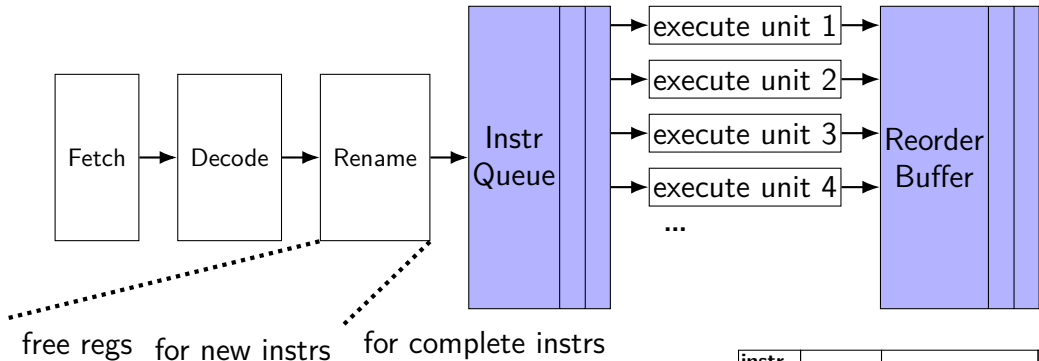 Fetch
Decode
Rename
Instr
Queue
execute unit 1
execute unit 2
execute unit 3
execute unit 4
...
Reorder
Buffer
free regs
for new instrs
for complete instrs
instr